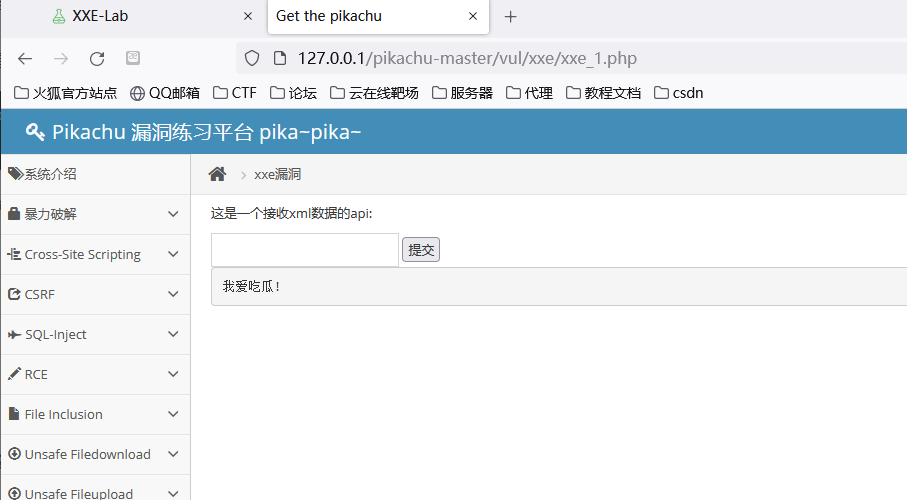 XXE-Lab
Get the pikachu
127.0.0.1/pikachu-master/vul/xxe/xxe_1.php
火狐官方站点 QQ邮箱 CTF 论坛 云在线靶场 服务器 代理 教程文档 csdn
Pikachu 漏洞练习平台 pika~pika~
系统介绍
xxe漏洞
暴力破解
这是一个接收xml数据的api:
Cross-Site Scripting
提交
CSRF
我爱吃瓜!
SQL-Inject
RCE
File Inclusion
Unsafe Filedownload
Unsafe Fileupload